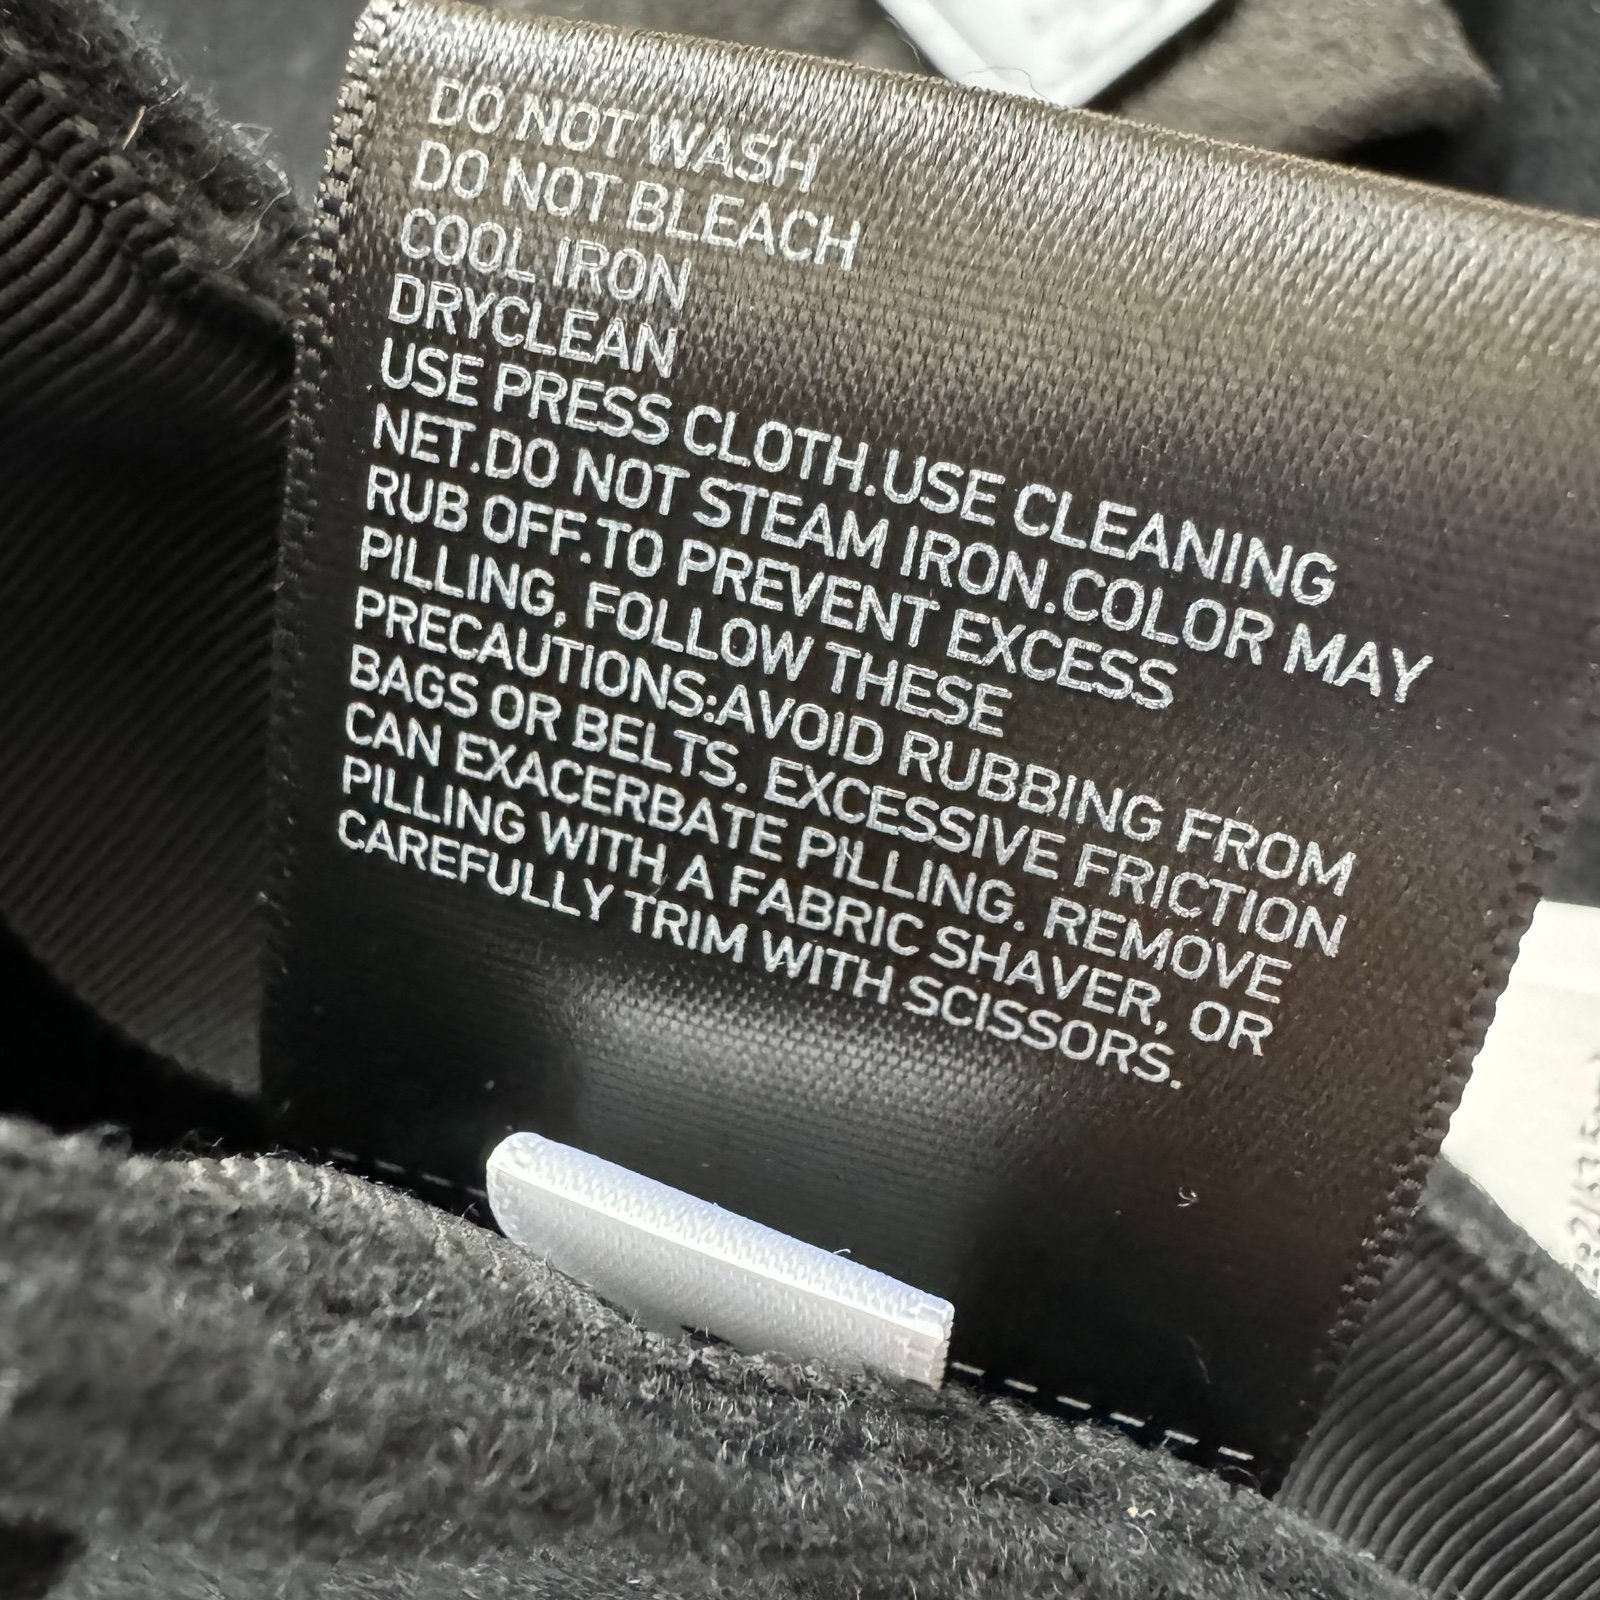 DO NOT WASH
DO NOT BLEACH
COOL IRON
DRYCLEAN
USE PRESS CLOTH.USE CLEANING
NET.DO NOT STEAM IRON.COLOR MAY
RUB OFF.TO PREVENT EXCESS
PILLING, FOLLOW THESE
PRECAUTIONS:AVOID RUBBING FROM
BAGS OR BELTS. EXCESSIVE FRICTION
CAN EXACERBATE PILLING. REMOVE
PILLING WITH A FABRIC SHAVER, OR
CAREFULLY TRIM WITH SCISSORS.